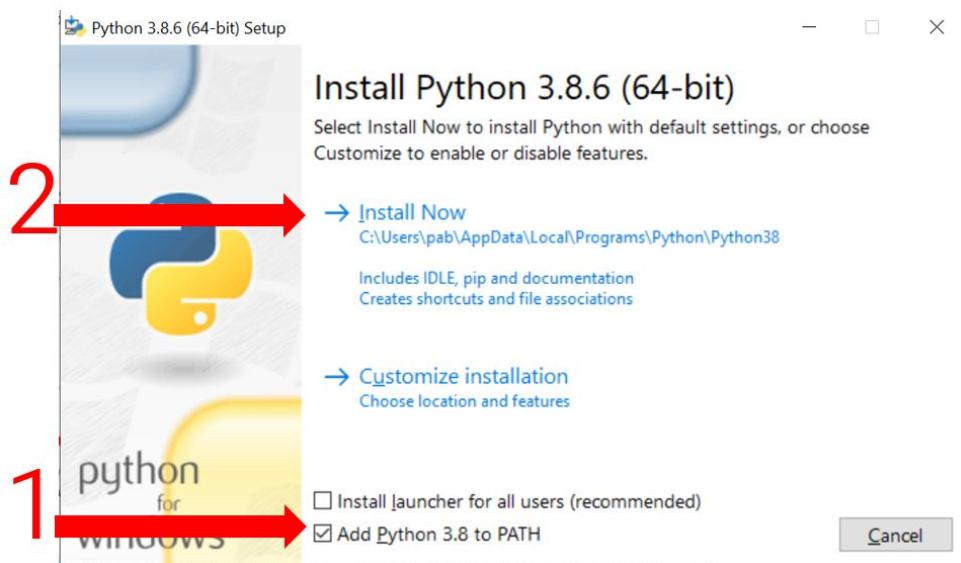 Python 3.8.6 (64-bit) Setup
Install Python 3.8.6 (64-bit)
Select Install Now to install Python with default settings, or choose
Customize to enable or disable features.
2
Install Now
C:\Users\pab\AppData\Local\Programs\Python\Python38
Includes IDLE, pip and documentation
Creates shortcuts and file associations
Customize installation
Choose location and features
python
for
windows
1
Install launcher for all users (recommended)
Add Python 3.8 to PATH
Cancel